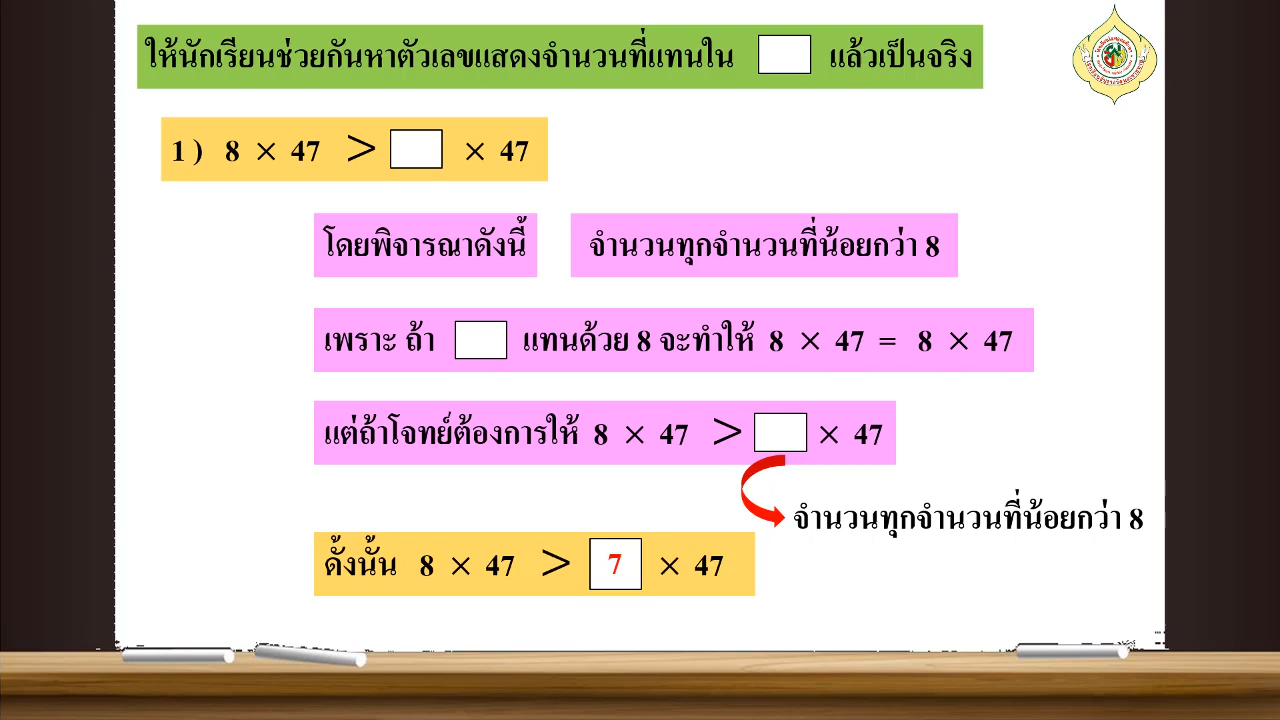 ให้นักเรียนช่วยกันหาตัวเลขแสดงจำนวนที่แทนใน □ แล้วเป็นจริง
1 ) 8 × 47 > □ × 47
โดยพิจารณาดังนี้ จำนวนทุกจำนวนที่น้อยกว่า 8
เพราะ ถ้า □ แทนด้วย 8 จะทำให้ 8 × 47 = 8 × 47
แต่ถ้าโจทย์ต้องการให้ 8 × 47 > □ × 47
จำนวนทุกจำนวนที่น้อยกว่า 8
ดั้งนั้น 8 × 47 > 7 × 47